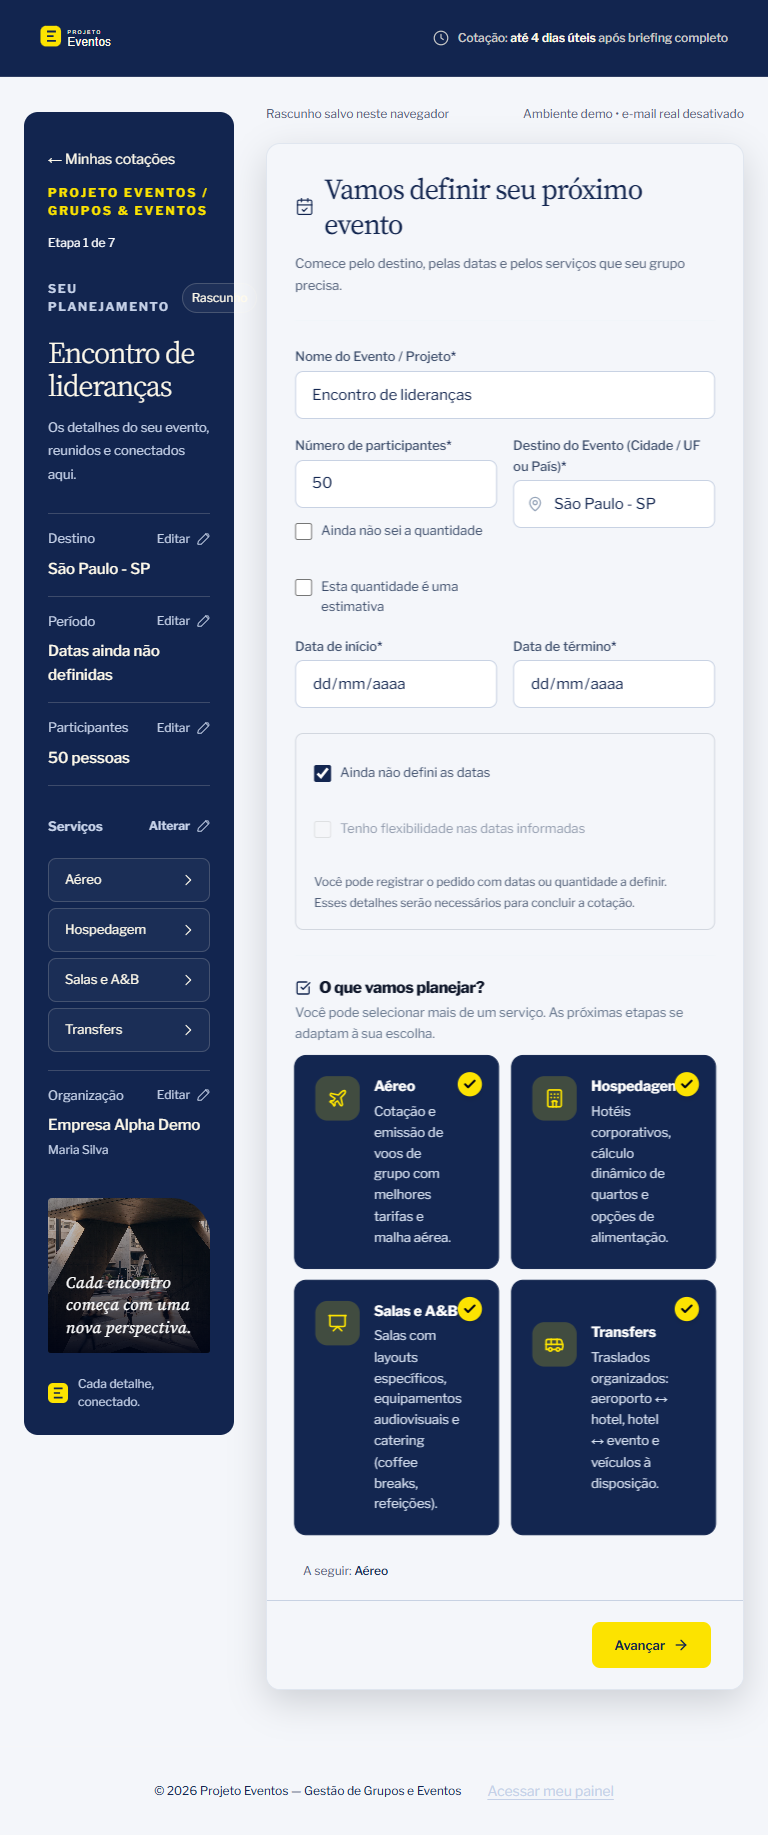 PROJETO
Eventos
Cotação: até 4 dias úteis após briefing completo
← Minhas cotações
PROJETO EVENTOS /
GRUPOS & EVENTOS
Etapa 1 de 7
SEU
PLANEJAMENTO
Rascunho
Encontro de
lideranças
Os detalhes do seu evento,
reunidos e conectados
aqui.
Destino
Editar
São Paulo - SP
Período
Editar
Datas ainda não
definidas
Participantes
Editar
50 pessoas
Serviços
Alterar
Aéreo
Hospedagem
Salas e A&B
Transfers
Organização
Editar
Empresa Alpha Demo
Maria Silva
Cada encontro
começa com uma
nova perspectiva.
Cada detalhe,
conectado.
Rascunho salvo neste navegador
Ambiente demo • e-mail real desativado
Vamos definir seu próximo
evento
Comece pelo destino, pelas datas e pelos serviços que seu grupo
precisa.
Nome do Evento / Projeto*
Encontro de lideranças
Número de participantes*
50
Ainda não sei a quantidade
Esta quantidade é uma
estimativa
Destino do Evento (Cidade / UF
ou País)*
São Paulo - SP
Data de início*
dd/mm/aaaa
Data de término*
dd/mm/aaaa
Ainda não defini as datas
Tenho flexibilidade nas datas informadas
Você pode registrar o pedido com datas ou quantidade a definir.
Esses detalhes serão necessários para concluir a cotação.
O que vamos planejar?
Você pode selecionar mais de um serviço. As próximas etapas se
adaptam à sua escolha.
Aéreo
Cotação e
emissão de
voos de
grupo com
melhores
tarifas e
malha aérea.
Hospedagem
Hotéis
corporativos,
cálculo
dinâmico de
quartos e
opções de
alimentação.
Salas e A&B
Salas com
layouts
específicos,
equipamentos
audiovisuais e
catering
(coffee
breaks,
refeições).
Transfers
Traslados
organizados:
aeroporto ↔
hotel, hotel
↔ evento e
veículos à
disposição.
A seguir: Aéreo
Avançar →
© 2026 Projeto Eventos — Gestão de Grupos e Eventos
Acessar meu painel